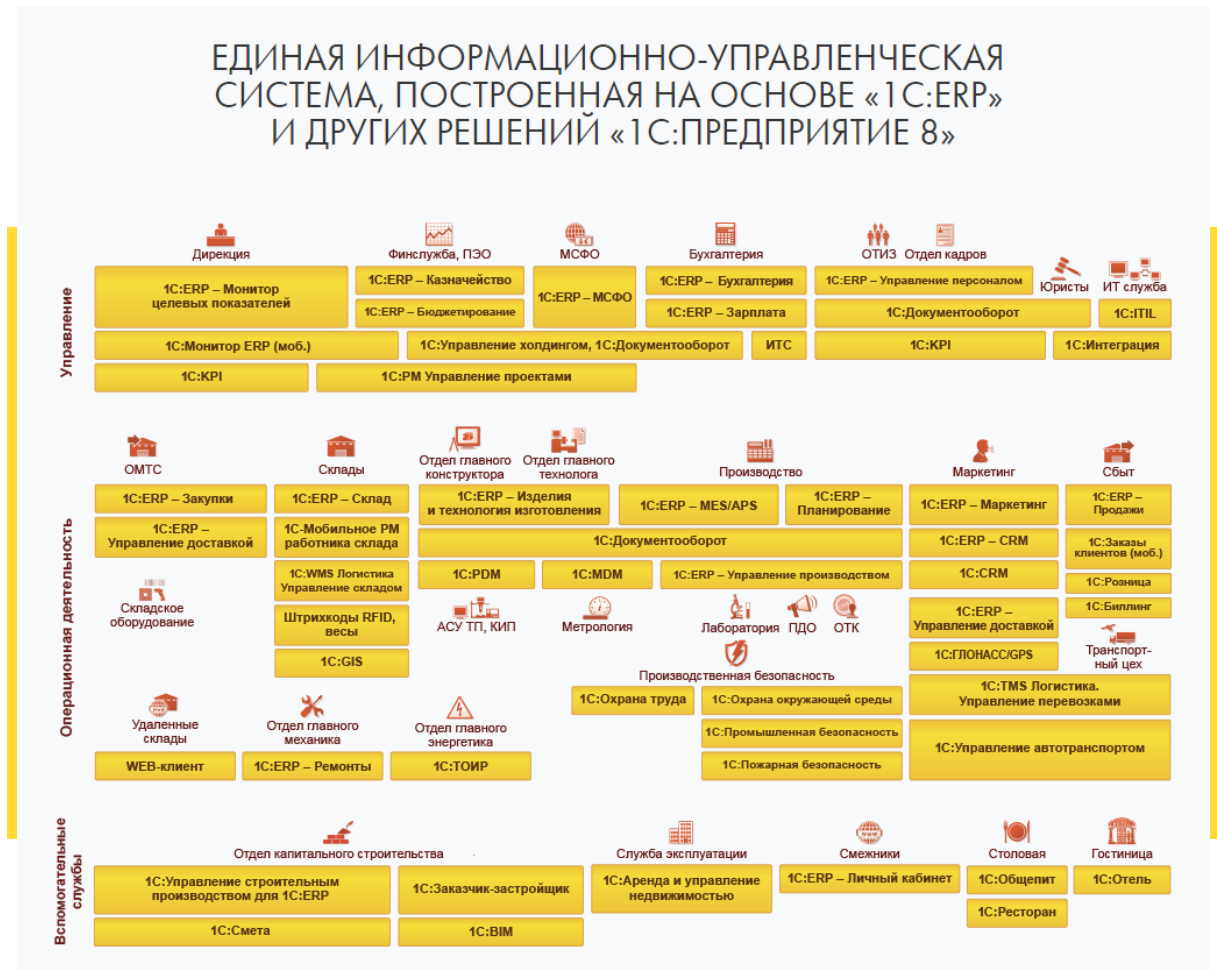 ЕДИНАЯ ИНФОРМАЦИОННО-УПРАВЛЕНЧЕСКАЯ
СИСТЕМА, ПОСТРОЕННАЯ НА ОСНОВЕ «1С:ERP»
И ДРУГИХ РЕШЕНИЙ «1С:ПРЕДПРИЯТИЕ 8»
Управление
Дирекция
Финслужба, ПЭО
МСФО
Бухгалтерия
ОТИЗ
Отдел кадров
Юристы
ИТ служба
1С:ERP – Монитор
целевых показателей
1С:ERP – Казначейство
1С:ERP – Бюджетирование
1С:ERP – МСФО
1С:ERP – Бухгалтерия
1С:ERP – Зарплата
1С:ERP – Управление персоналом
1С:Документооборот
1С:ITIL
1С:Монитор ERP (моб.)
1С:Управление холдингом, 1С:Документооборот
ИТС
1С:KPI
1С:Интеграция
1С:KPI
1С:PM Управление проектами
Операционная деятельность
ОМТС
Склады
Отдел главного
конструктора
Отдел главного
технолога
Производство
Маркетинг
Сбыт
1С:ERP – Закупки
1С:ERP –
Управление доставкой
Складское
оборудование
1С:ERP – Склад
1С-Мобильное РМ
работника склада
1С:WMS Логистика
Управление складом
Штрихкоды RFID,
весы
1С:GIS
1С:ERP – Изделия
и технология изготовления
1С:ERP – MES/APS
1С:ERP –
Планирование
1С:Документооборот
1С:PDM
1С:MDM
1С:ERP – Управление производством
АСУ ТП, КИП
Метрология
Лаборатория
ПДО
ОТК
Производственная безопасность
1С:Охрана труда
1С:Охрана окружающей среды
1С:Промышленная безопасность
1С:Пожарная безопасность
1С:ERP – Маркетинг
1С:ERP – CRM
1С:CRM
1С:ERP –
Управление доставкой
1С:ГЛОНАСС/GPS
1С:ERP –
Продажи
1С:Заказы
клиентов (моб.)
1С:Розница
1С:Биллинг
Транспорт-
ный цех
1С:TMS Логистика.
Управление перевозками
1С:Управление автотранспортом
Удаленные
склады
Отдел главного
механика
Отдел главного
энергетика
WEB-клиент
1С:ERP – Ремонты
1С:ТОИР
Вспомогательные
службы
Отдел капитального строительства
Служба эксплуатации
Смежники
Столовая
Гостиница
1С:Управление строительным
производством для 1С:ERP
1С:Заказчик-застройщик
1С:Аренда и управление
недвижимостью
1С:ERP – Личный кабинет
1С:Общепит
1С:Отель
1С:Ресторан
1С:Смета
1С:BIM